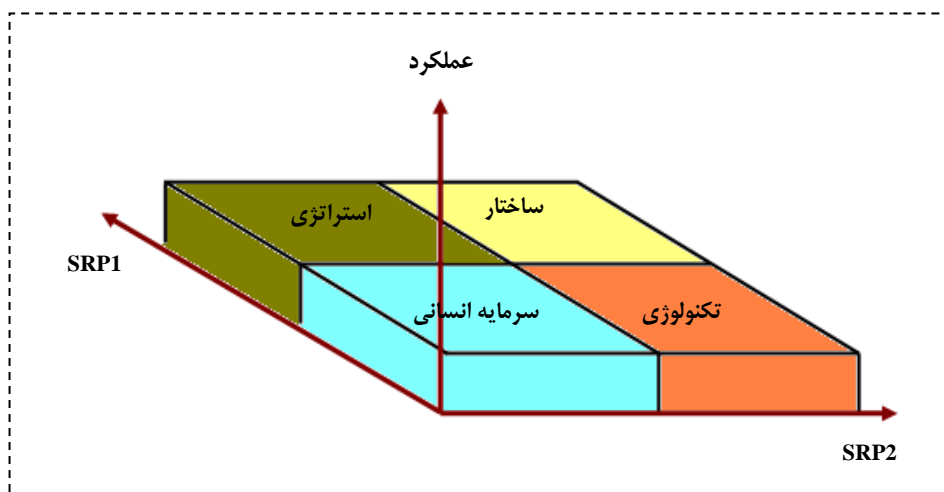 عملکرد
ساختار
استراتژی
SRP1
سرمایه انسانی
تکنولوژی
SRP2